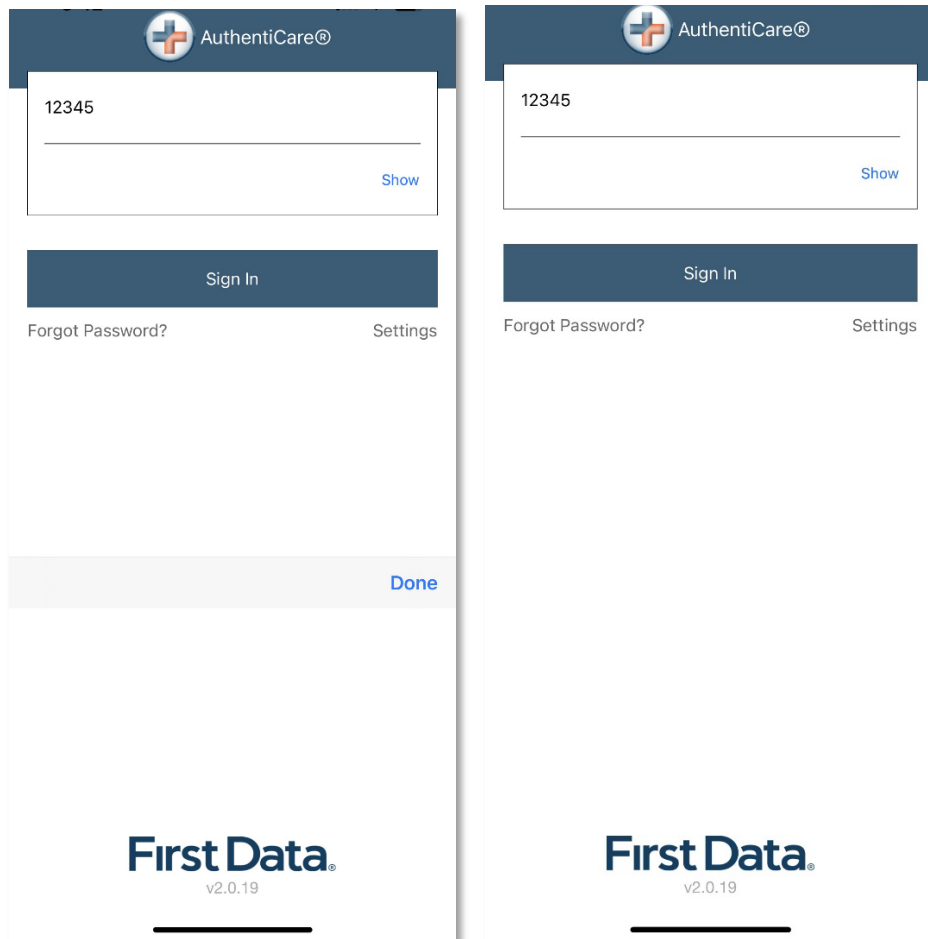 AuthentiCare®
12345
Show
Sign In
Forgot Password? Settings
Done
First Data®
v2.0.19
AuthentiCare®
12345
Show
Sign In
Forgot Password? Settings
First Data®
v2.0.19